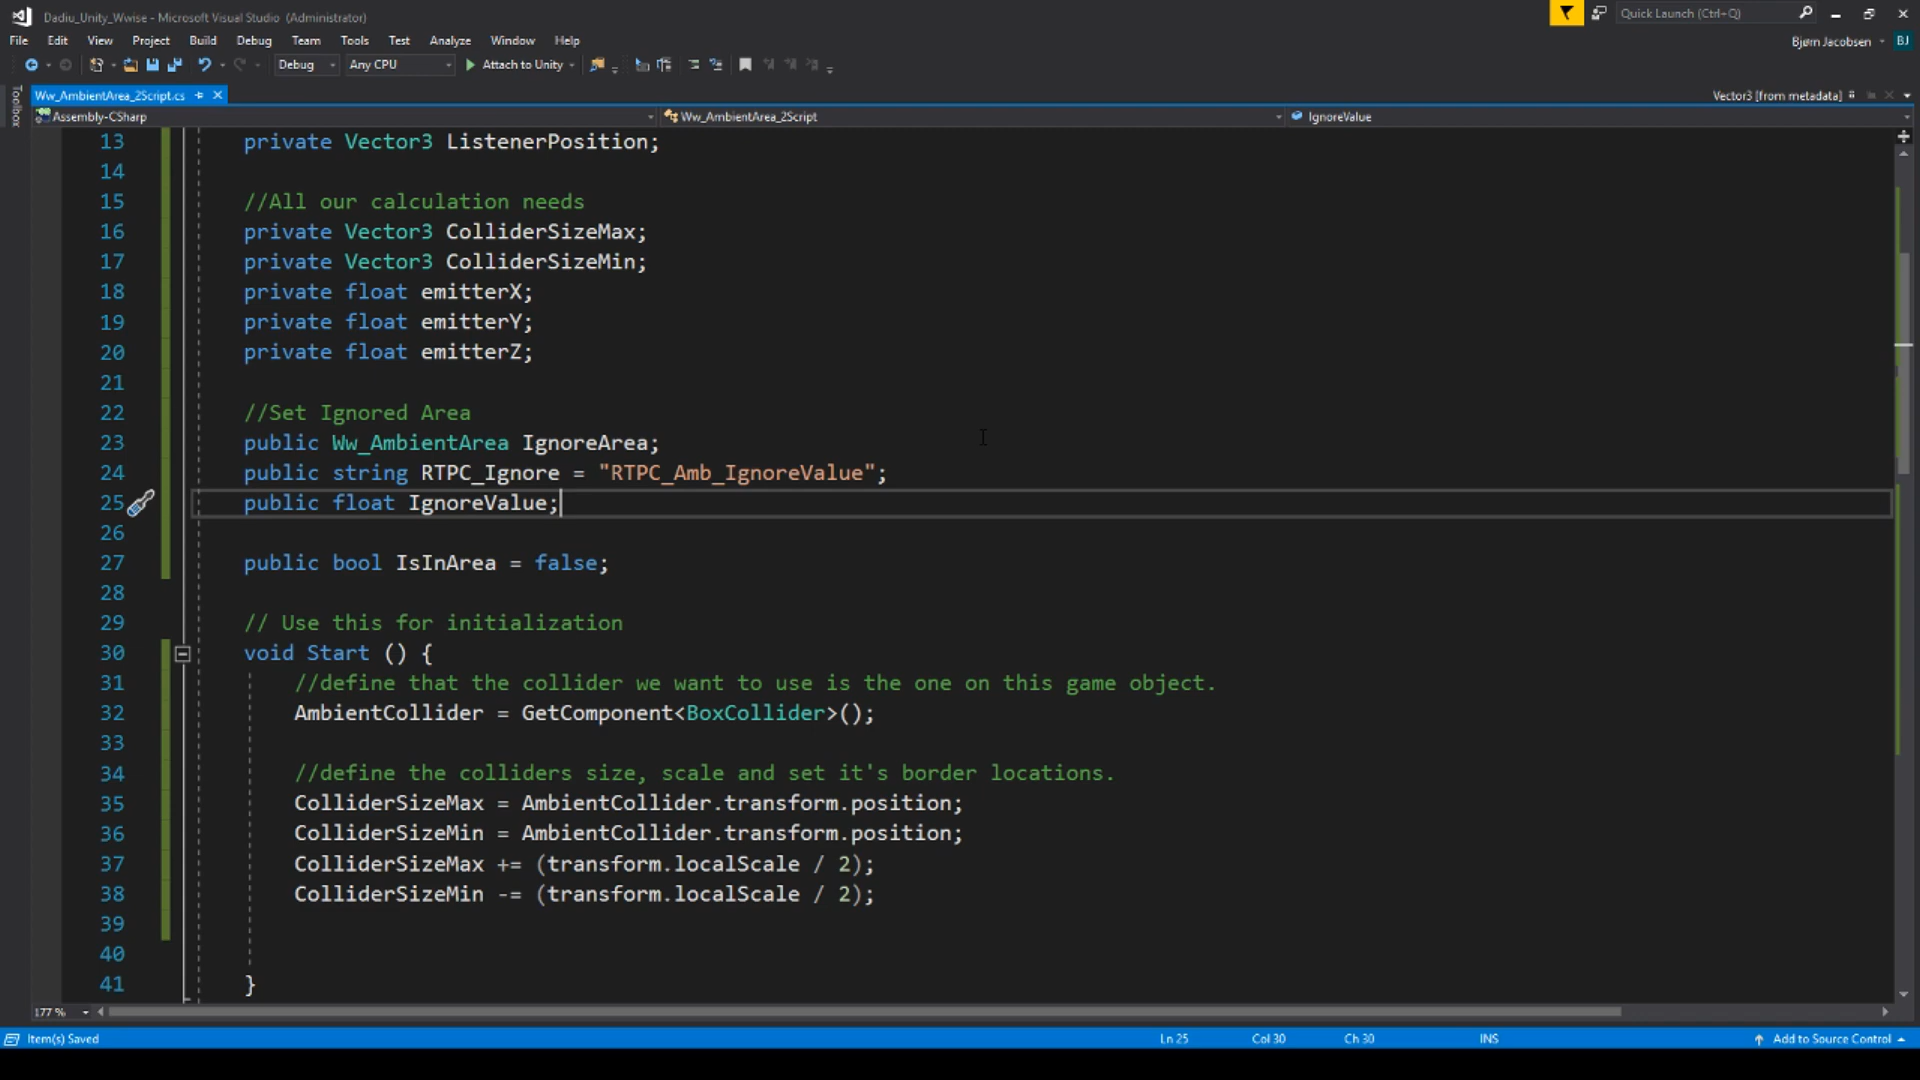 Dadiu_Unity_Wwise - Microsoft Visual Studio (Administrator)
Quick Launch (Ctrl+Q)
File Edit View Project Build Debug Team Tools Test Analyze Window Help
Bjørn Jacobsen BJ
Debug Any CPU Attach to Unity
Toolbox
Ww_AmbientArea_2Script.cs
Vector3 [from metadata]
Assembly-CSharp Ww_AmbientArea_2Script IgnoreValue
13 private Vector3 ListenerPosition;
14
15 //All our calculation needs
16 private Vector3 ColliderSizeMax;
17 private Vector3 ColliderSizeMin;
18 private float emitterX;
19 private float emitterY;
20 private float emitterZ;
21
22 //Set Ignored Area
23 public Ww_AmbientArea IgnoreArea;
24 public string RTPC_Ignore = "RTPC_Amb_IgnoreValue";
25 public float IgnoreValue;
26
27 public bool IsInArea = false;
28
29 // Use this for initialization
30 void Start () {
31 //define that the collider we want to use is the one on this game object.
32 AmbientCollider = GetComponent<BoxCollider>();
33
34 //define the colliders size, scale and set it's border locations.
35 ColliderSizeMax = AmbientCollider.transform.position;
36 ColliderSizeMin = AmbientCollider.transform.position;
37 ColliderSizeMax += (transform.localScale / 2);
38 ColliderSizeMin -= (transform.localScale / 2);
39
40
41 }
177 %
Item(s) Saved Ln 25 Col 30 Ch 30 INS Add to Source Control